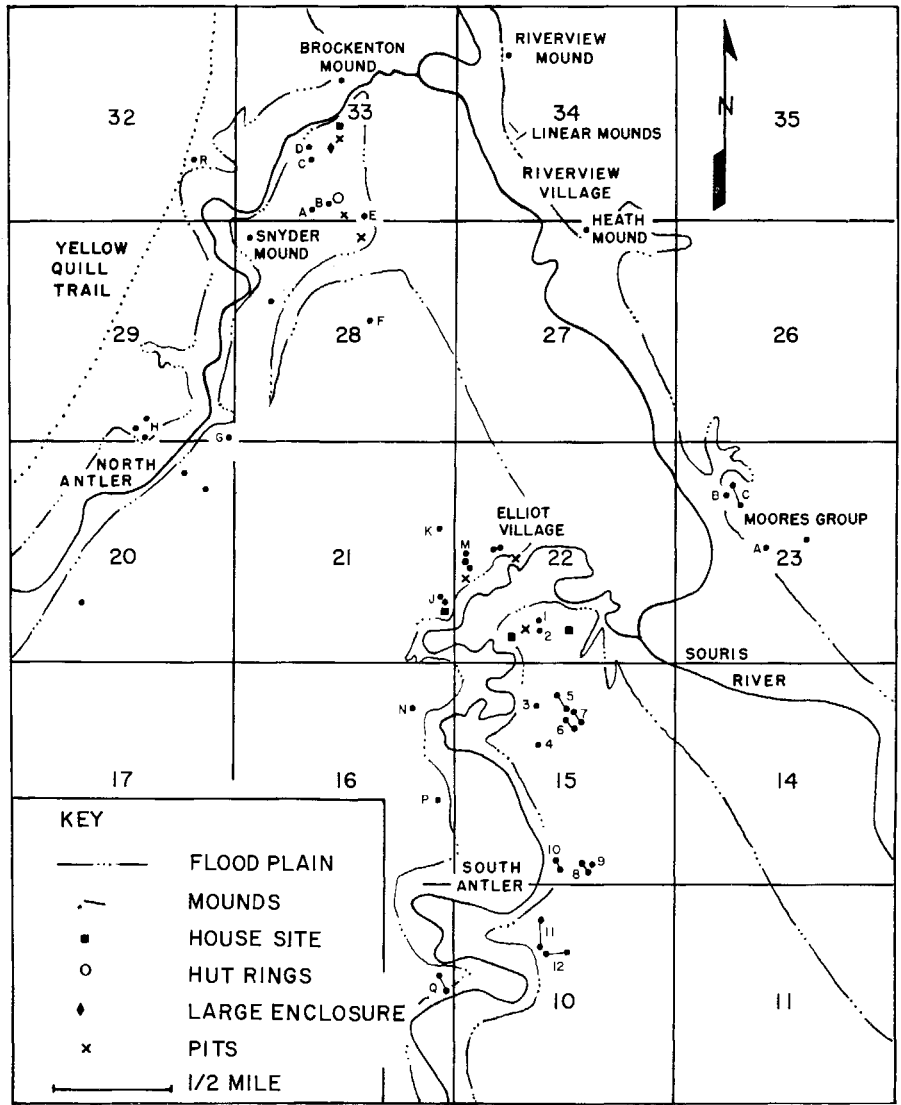 BROCKENTON
MOUND
RIVERVIEW
MOUND
N
32
33
34
35
LINEAR MOUNDS
D
C
R
RIVERVIEW
VILLAGE
A
B
E
HEATH
MOUND
SNYDER
MOUND
YELLOW
QUILL
TRAIL
29
28
F
27
26
H
G
NORTH
ANTLER
B
C
MOORES GROUP
A
23
K
ELLIOT
VILLAGE
M
20
21
22
J
1
2
SOURIS
RIVER
N
3
5
7
6
4
17
16
15
14
P
10
9
8
SOUTH
ANTLER
11
12
Q
10
11
KEY
FLOOD PLAIN
MOUNDS
HOUSE SITE
HUT RINGS
LARGE ENCLOSURE
PITS
1/2 MILE